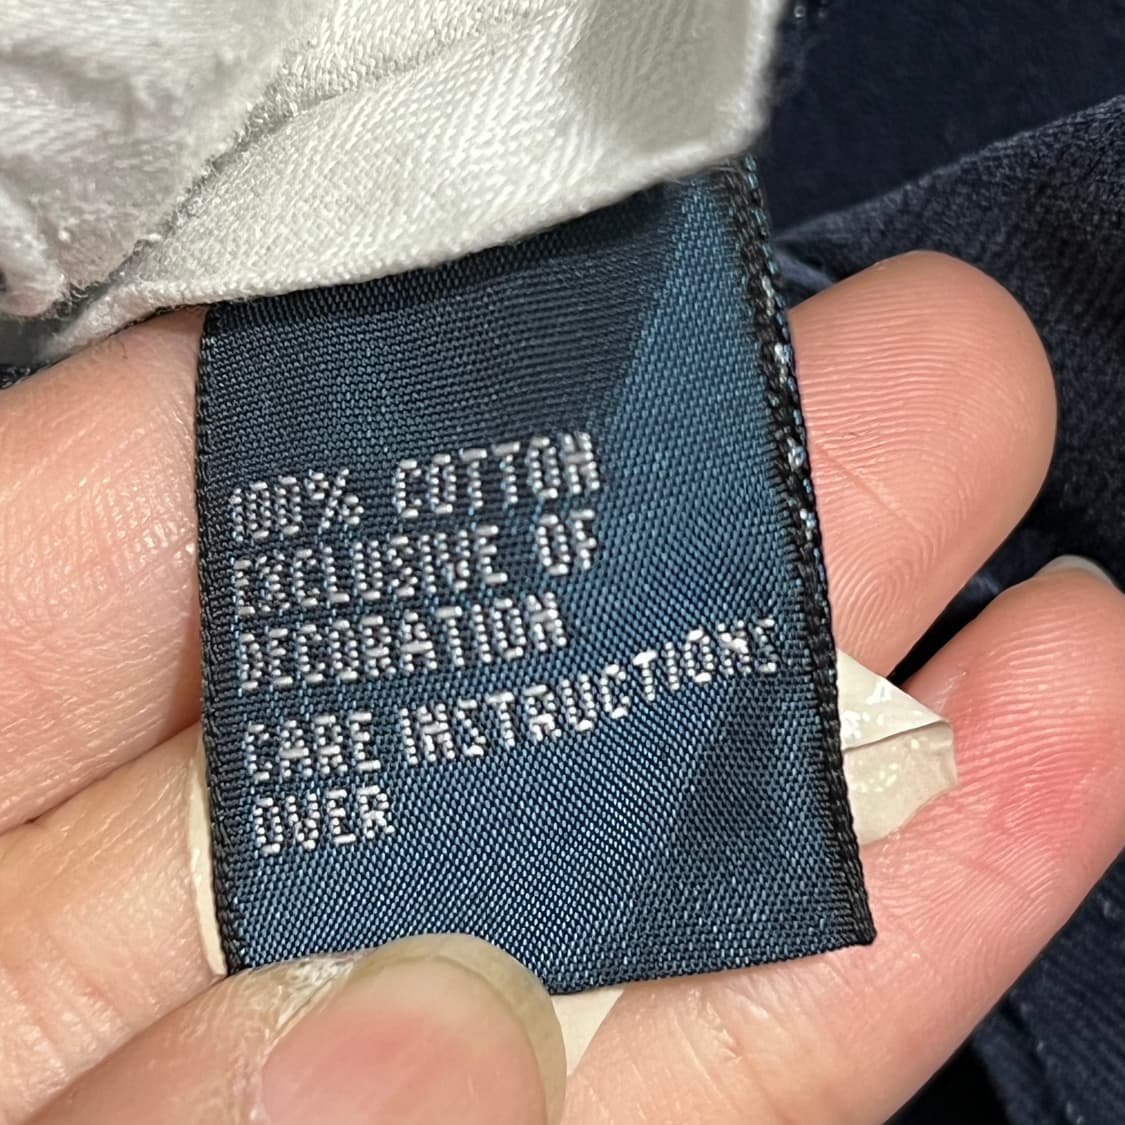 100% COTTON
EXCLUSIVE OF
DECORATION
CARE INSTRUCTIONS
OVER